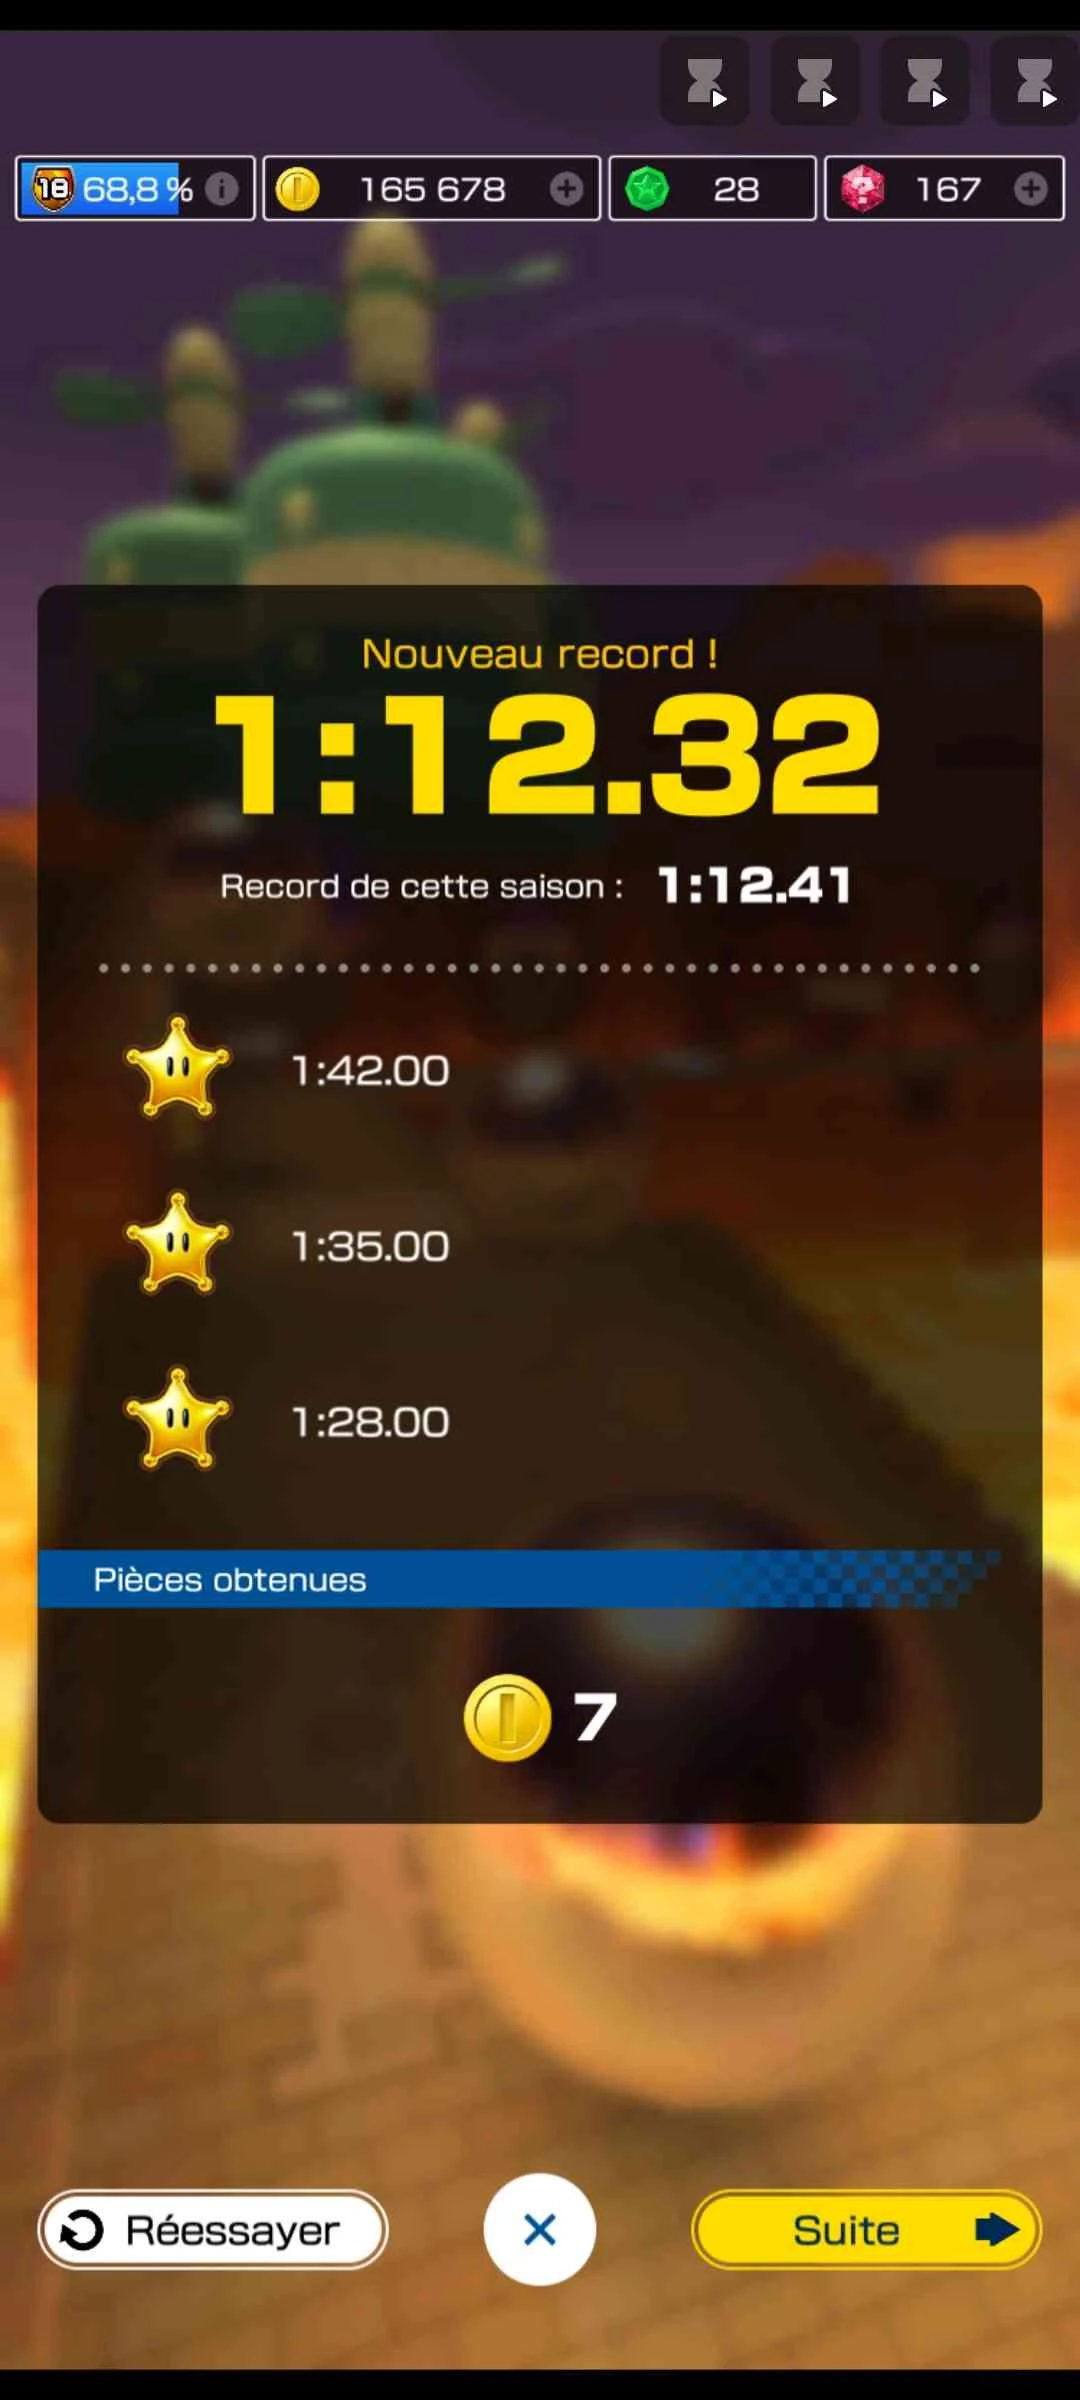 18 68,8 % 165 678 28 167
Nouveau record !
1:12.32
Record de cette saison : 1:12.41
1:42.00
1:35.00
1:28.00
Pièces obtenues
7
Réessayer Suite